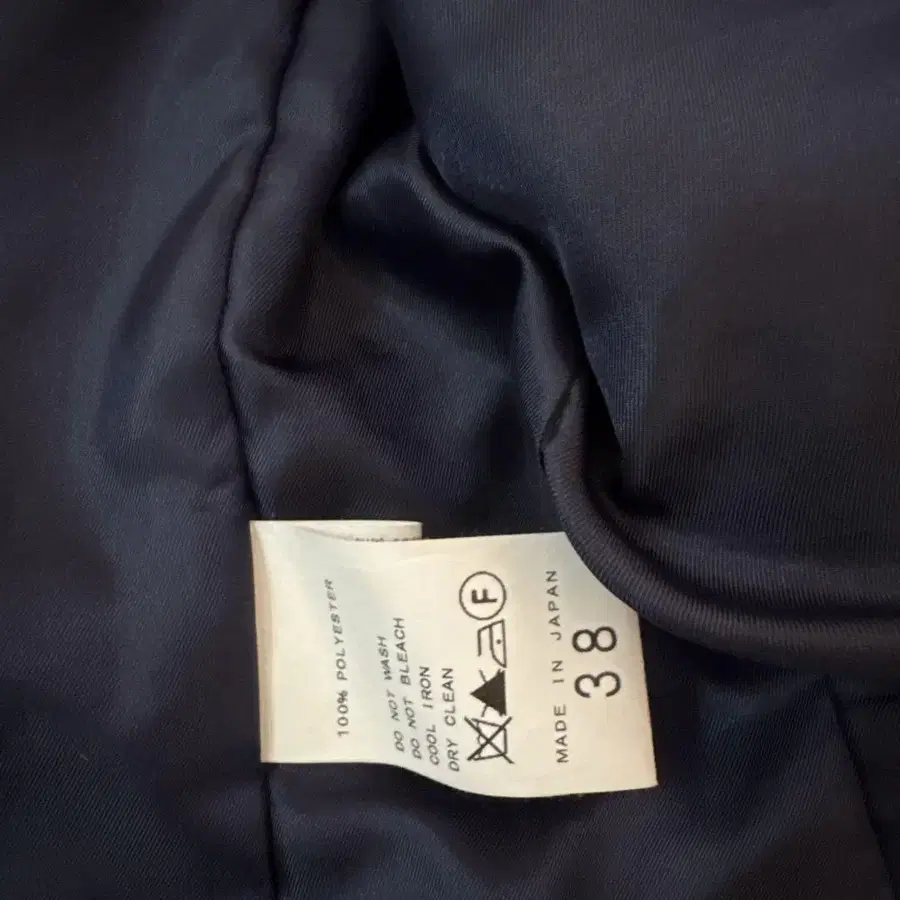 100% POLYESTER
DO NOT WASH
DO NOT BLEACH
COOL IRON
DRY CLEAN
F
MADE IN JAPAN
38